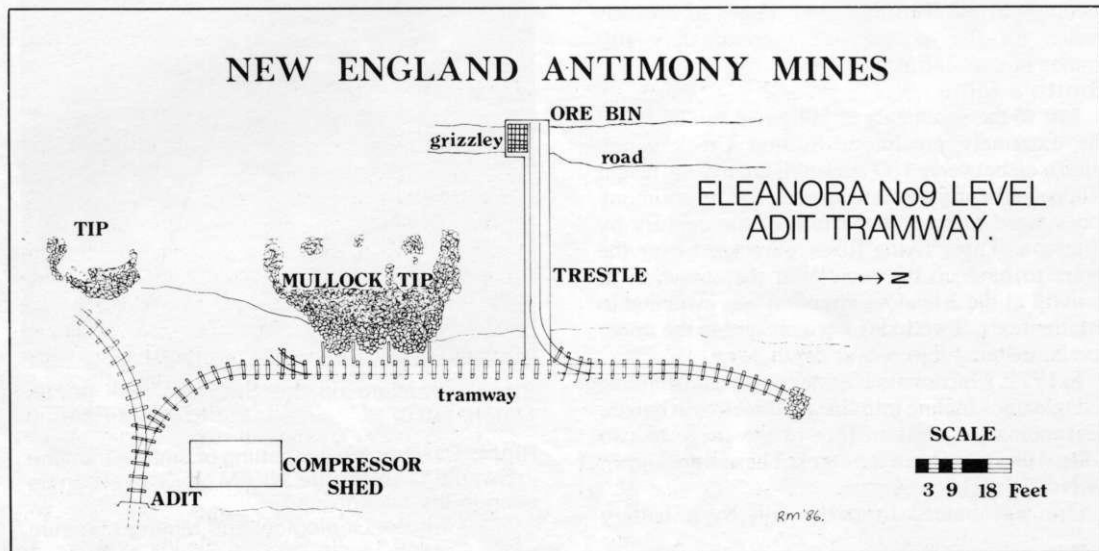 NEW ENGLAND ANTIMONY MINES
ORE BIN
grizzley
road
ELEANORA No9 LEVEL
ADIT TRAMWAY.
TIP
MULLOCK TIP
TRESTLE
N
tramway
SCALE
3 9 18 Feet
COMPRESSOR
SHED
ADIT
Rm '86.